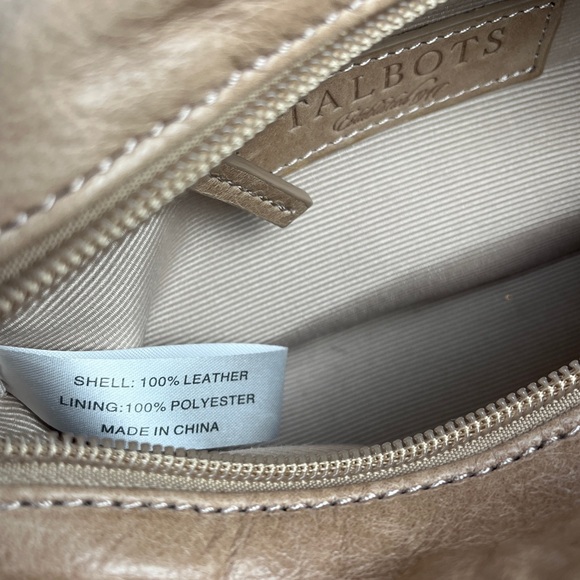 TALBOTS
SHELL: 100% LEATHER
LINING:100% POLYESTER
MADE IN CHINA